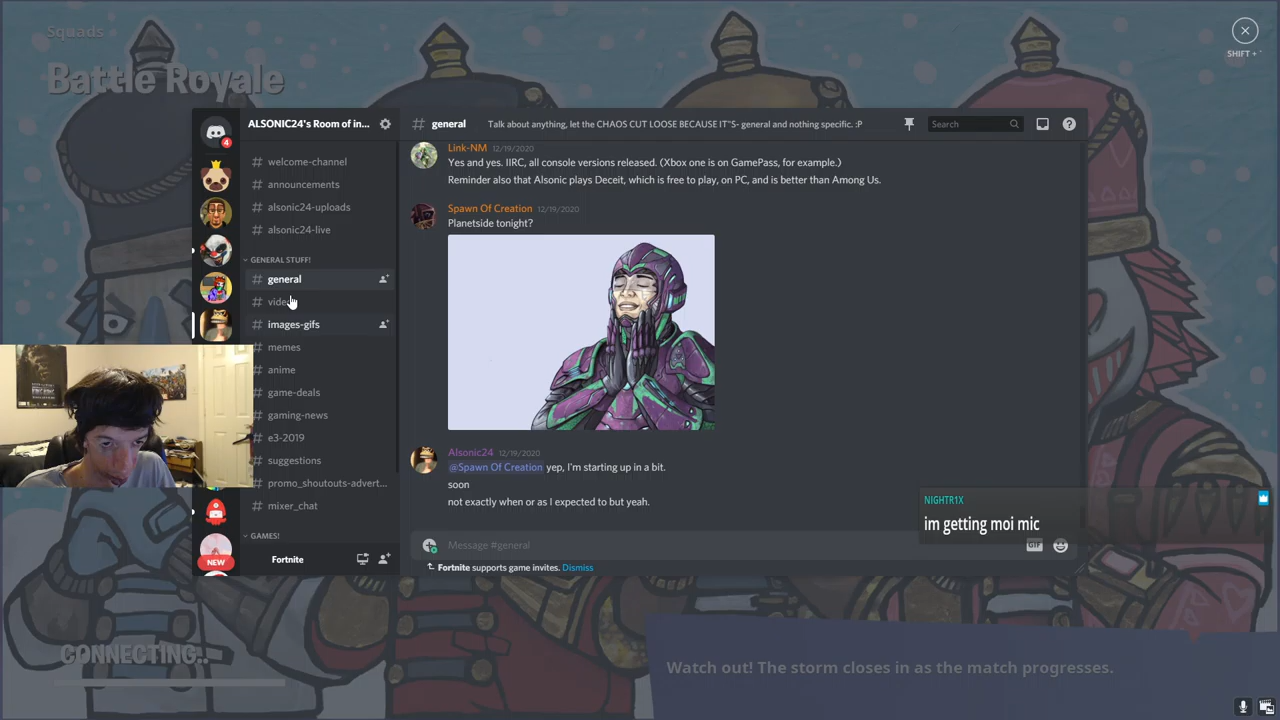 Squads
Battle Royale
SHIFT + `
ALSONIC24's Room of in...
# general
Talk about anything, let the CHAOS CUT LOOSE BECAUSE IT"S- general and nothing specific. :P
Search
4
# welcome-channel
# announcements
# alsonic24-uploads
# alsonic24-live
GENERAL STUFF!
# general
# images-gifs
# memes
# anime
# game-deals
# gaming-news
# e3-2019
# suggestions
# promo_shoutouts-advert...
# mixer_chat
GAMES!
NEW
Fortnite
Link-NM 12/19/2020
Yes and yes. IIRC, all console versions released. (Xbox one is on GamePass, for example.)
Reminder also that Alsonic plays Deceit, which is free to play, on PC, and is better than Among Us.
Spawn Of Creation 12/19/2020
Planetside tonight?
Alsonic24 12/19/2020
@Spawn Of Creation yep, I'm starting up in a bit.
soon
not exactly when or as I expected to but yeah.
Message #general
GIF
Fortnite supports game invites. Dismiss
NIGHTR1X
im getting moi mic
CONNECTING..
Watch out! The storm closes in as the match progresses.